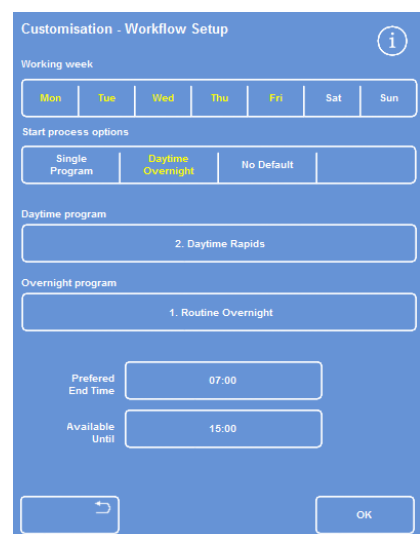 Customisation - Workflow Setup
i
Working week
Mon Tue Wed Thu Fri Sat Sun
Start process options
Single Program
Daytime Overnight
No Default
Daytime program
2. Daytime Rapids
Overnight program
1. Routine Overnight
Prefered End Time
07:00
Available Until
15:00
OK